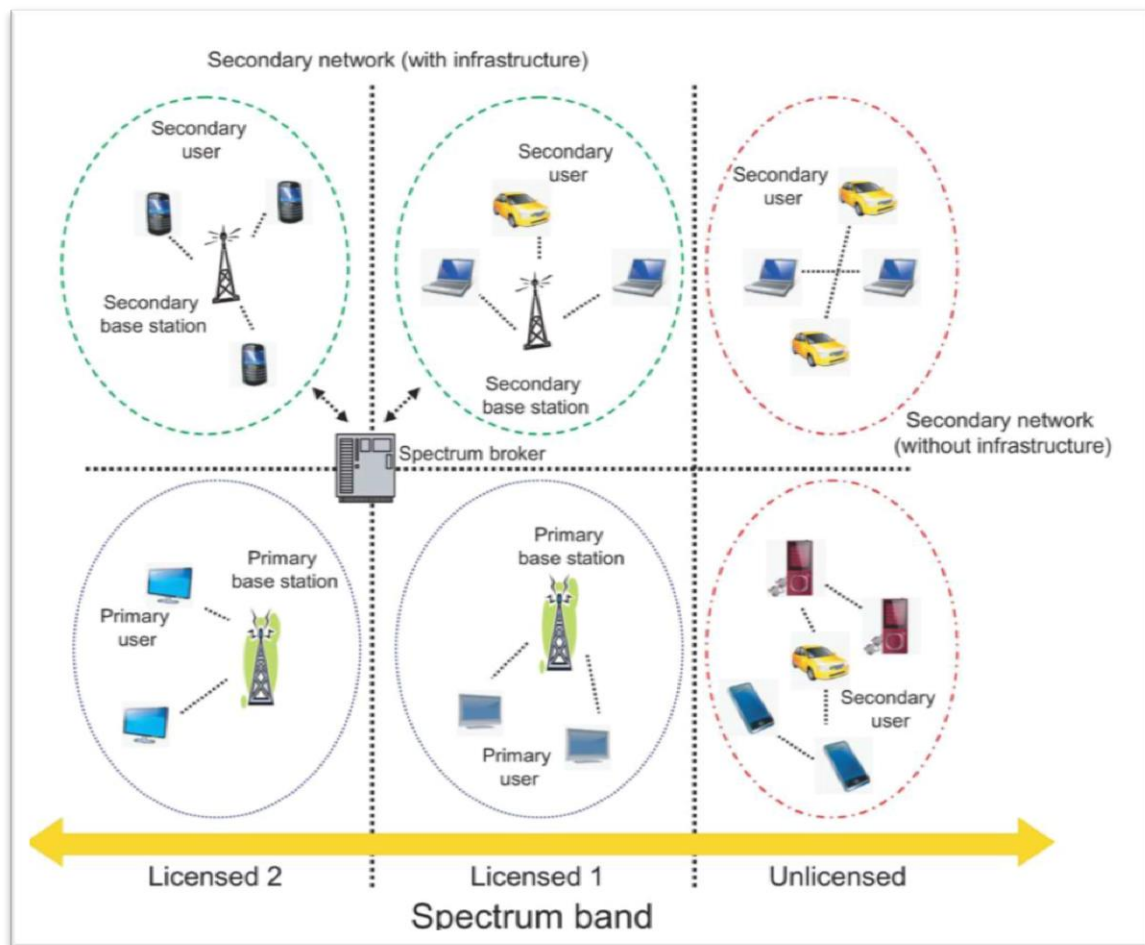 Secondary network (with infrastructure)
Secondary
user
Secondary
base station
Secondary
user
Secondary
base station
Secondary
user
Secondary network
(without infrastructure)
Spectrum broker
Primary
base station
Primary
user
Primary
base station
Primary
user
Secondary
user
Licensed 2
Licensed 1
Unlicensed
Spectrum band